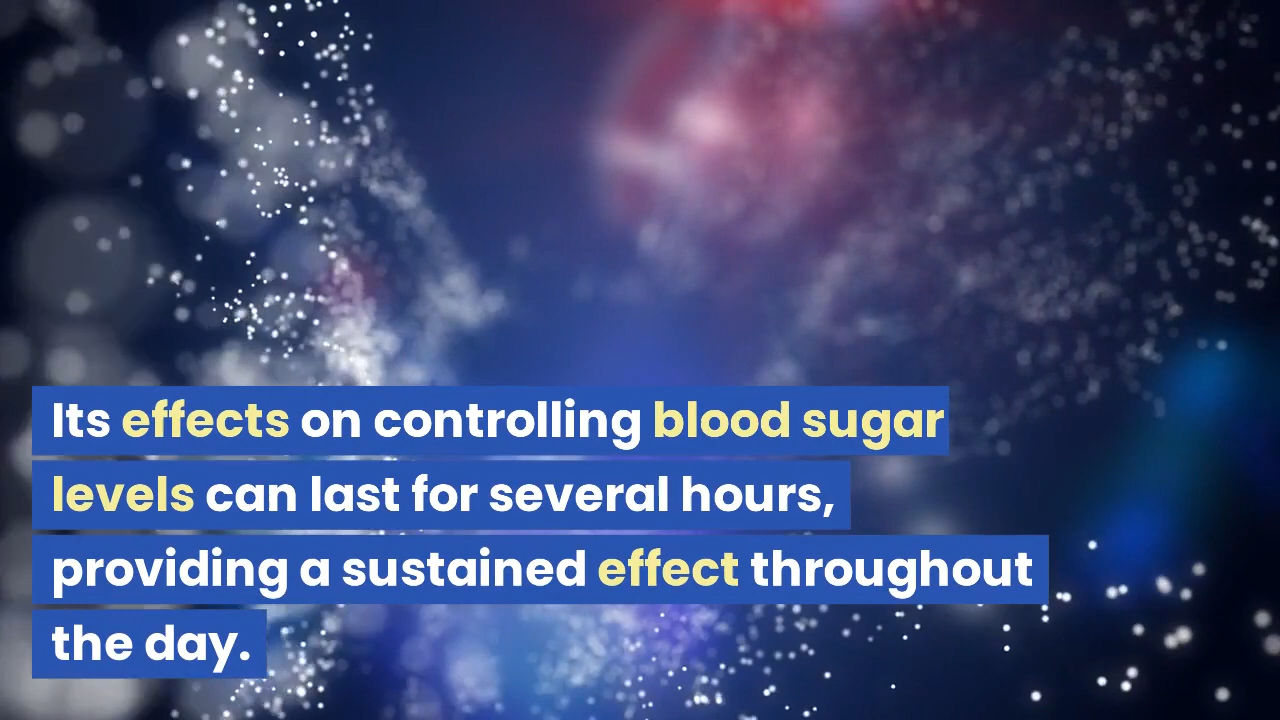 Its effects on controlling blood sugar
levels can last for several hours,
providing a sustained effect throughout
the day.